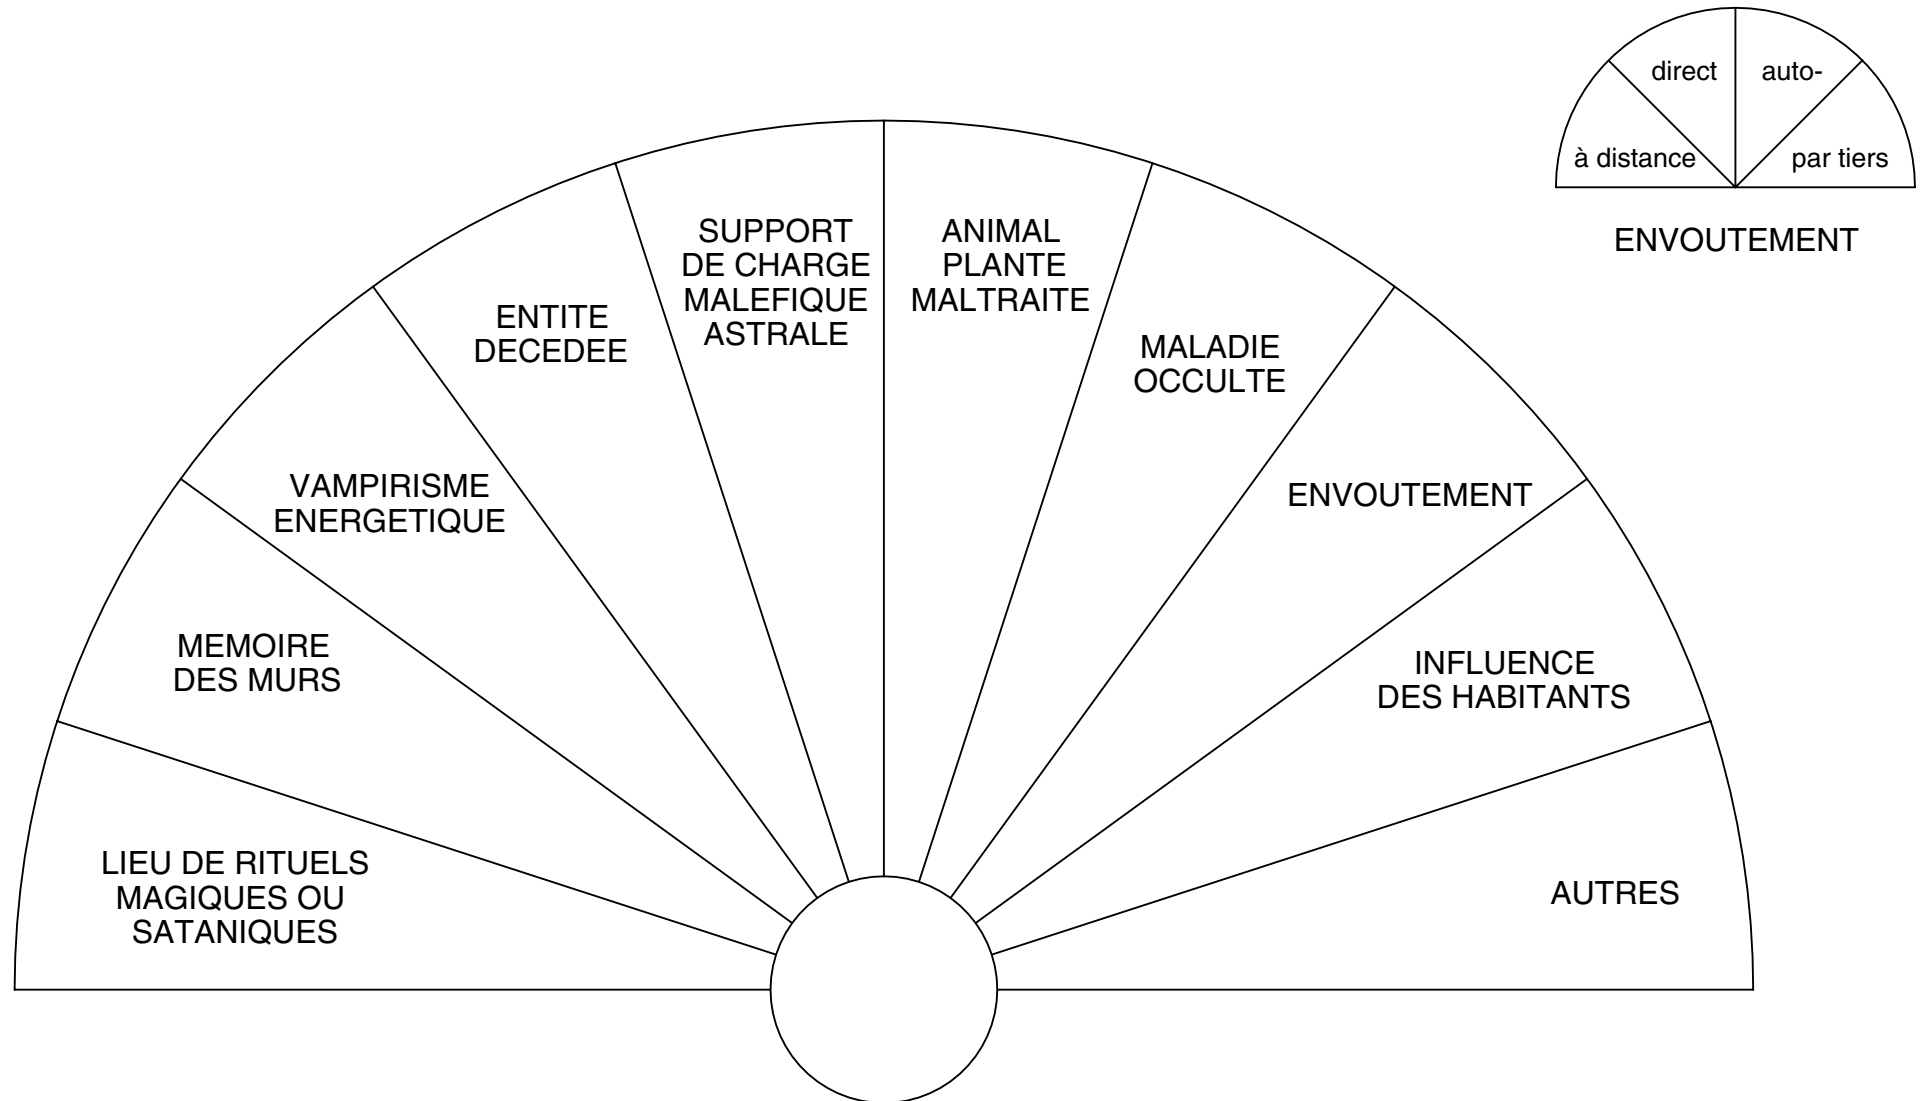 LIEU DE RITUELS
MAGIQUES OU
SATANIQUES
MEMOIRE
DES MURS
VAMPIRISME
ENERGETIQUE
ENTITE
DECEDEE
SUPPORT
DE CHARGE
MALEFIQUE
ASTRALE
ANIMAL
PLANTE
MALTRAITE
MALADIE
OCCULTE
ENVOUTEMENT
INFLUENCE
DES HABITANTS
AUTRES
à distance
direct
auto-
par tiers
ENVOUTEMENT